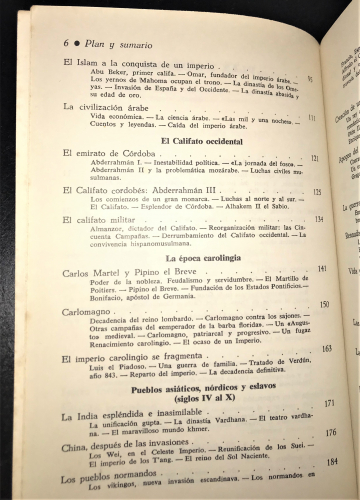 6 ● Plan y sumario
El Islam a la conquista de un imperio . . . . . . 95
Abu Beker, primer califa. — Omar, fundador del imperio árabe. —
Los yernos de Mahoma ocupan el trono. — La dinastía de los Ome-
yas. — Invasión de España y del Occidente. — La dinastía abasida y
su edad de oro.
La civilización árabe . . . . . . 111
Vida económica. — La ciencia árabe. — «Las mil y una noches». —
Cuentos y leyendas. — Caída del imperio árabe.
El Califato occidental
El emirato de Córdoba . . . . . . 121
Abderrahmán I. — Inestabilidad política. — «La jornada del foso». —
Abderrahmán II y la problemática mozárabe. — Luchas civiles mu-
sulmanas.
El Califato cordobés: Abderrahmán III . . . . . . 125
Los comienzos de un gran monarca. — Luchas al norte y al sur. —
El Califato. — Esplendor de Córdoba. — Alhakem II el Sabio.
El califato militar . . . . . . 134
Almanzor, dictador del Califato. — Reorganización militar: las Cin-
cuenta Campañas. — Derrumbamiento del Califato occidental. — La
convivencia hispanomusulmana.
La época carolingia
Carlos Martel y Pipino el Breve . . . . . . 141
Poder de la nobleza. Feudalismo y servidumbre. — El Martillo de
Poitiers. — Pipino el Breve. — Fundación de los Estados Pontificios. —
Bonifacio, apóstol de Germania.
Carlomagno . . . . . . 150
Decadencia del reino lombardo. — Carlomagno contra los sajones. —
Otras campañas del «emperador de la barba florida». — Un «Augus-
to» medieval. — Carlomagno, patriarcal y progresivo. — Un fugaz
Renacimiento carolingio. — El ocaso de un Imperio.
El imperio carolingio se fragmenta . . . . . . 163
Luis el Piadoso. — Una guerra de familia. — Tratado de Verdún,
año 843. — Reparto del imperio. — La decadencia definitiva.
Pueblos asiáticos, nórdicos y eslavos
(siglos IV al X)
La India espléndida e inasimilable . . . . . . 171
La unificación gupta. — La dinastía Vardhana. — El teatro vardha-
na. — El maravilloso mundo khmer.
China, después de las invasiones . . . . . . 176
Los Wei, en el Celeste Imperio. — Reunificación de los Suei. —
El imperio de los T'ang. — El reino del Sol Naciente.
Los pueblos normandos . . . . . . 184
Los vikingos, nueva invasión escandinava. — Los normandos en